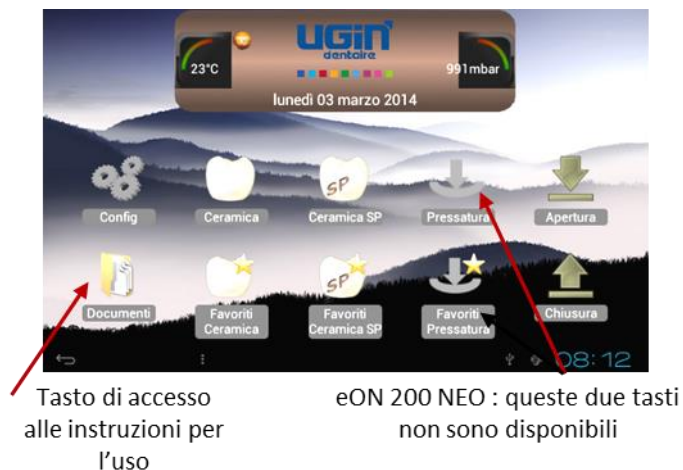 UGiN
dentaire
23°C
991mbar
lunedì 03 marzo 2014
Config
Ceramica
Ceramica SP
Pressatura
Apertura
SP
Documenti
Favoriti
Ceramica
Favoriti
Ceramica SP
Favoriti
Pressatura
Chiusura
SP
08:12
Tasto di accesso
alle instruzioni per
l’uso
eON 200 NEO : queste due tasti
non sono disponibili